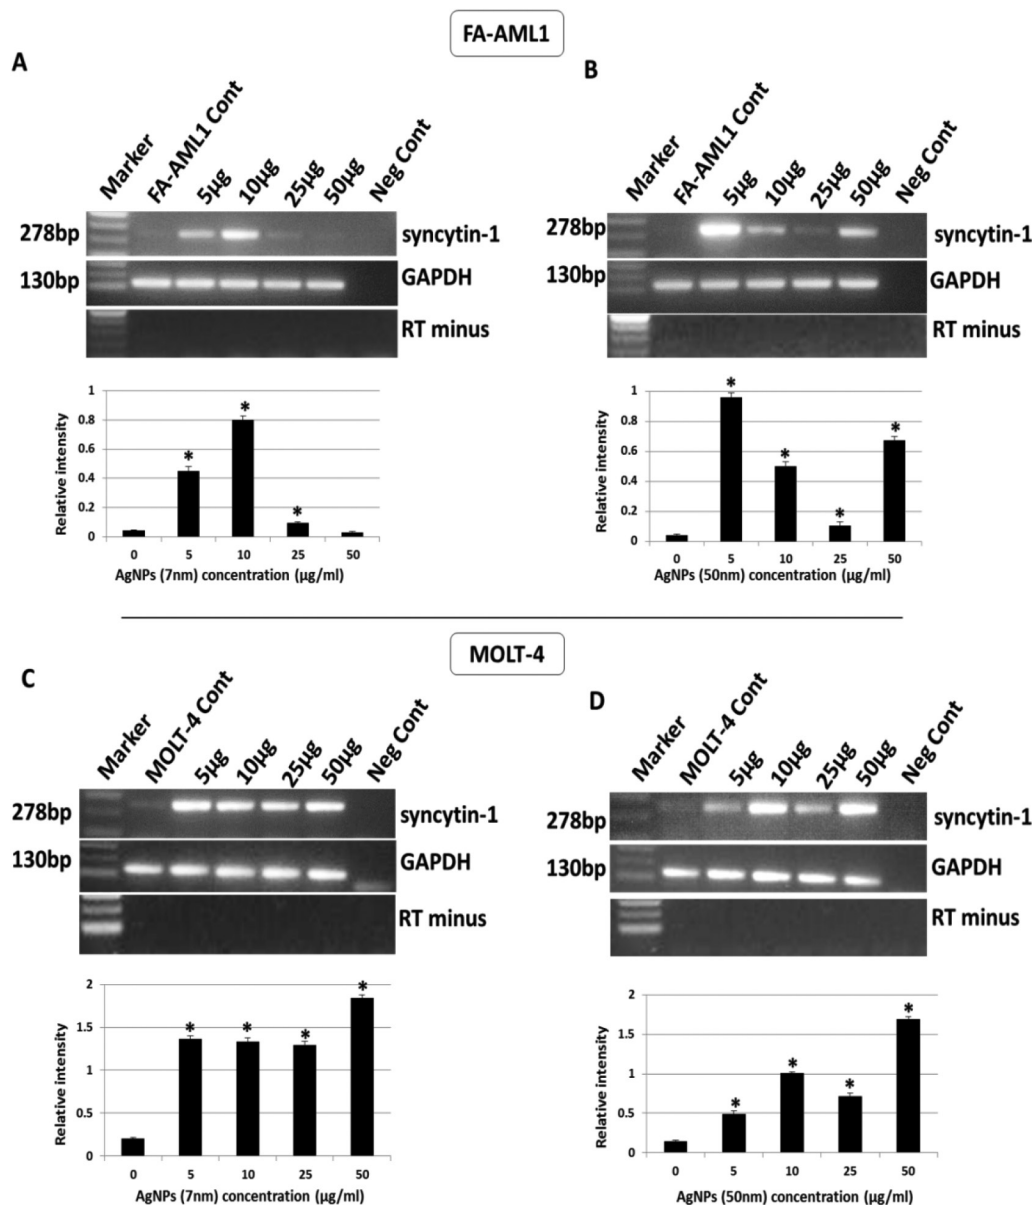 FA-AML1
A
Marker
FA-AML1 Cont
5µg
10µg
25µg
50µg
Neg Cont
278bp
syncytin-1
130bp
GAPDH
RT minus
Relative intensity
1
0.8
0.6
0.4
0.2
0
*
*
*
0
5
10
25
50
AgNPs (7nm) concentration (µg/ml)
B
Marker
FA-AML1 Cont
5µg
10µg
25µg
50µg
Neg Cont
278bp
syncytin-1
130bp
GAPDH
RT minus
Relative intensity
1
0.8
0.6
0.4
0.2
0
*
*
*
*
0
5
10
25
50
AgNPs (50nm) concentration (µg/ml)
MOLT-4
C
Marker
MOLT-4 Cont
5µg
10µg
25µg
50µg
Neg Cont
278bp
syncytin-1
130bp
GAPDH
RT minus
Relative intensity
2
1.5
1
0.5
0
*
*
*
*
0
5
10
25
50
AgNPs (7nm) concentration (µg/ml)
D
Marker
MOLT-4 Cont
5µg
10µg
25µg
50µg
Neg Cont
278bp
syncytin-1
130bp
GAPDH
RT minus
Relative intensity
2
1.5
1
0.5
0
*
*
*
*
0
5
10
25
50
AgNPs (50nm) concentration (µg/ml)